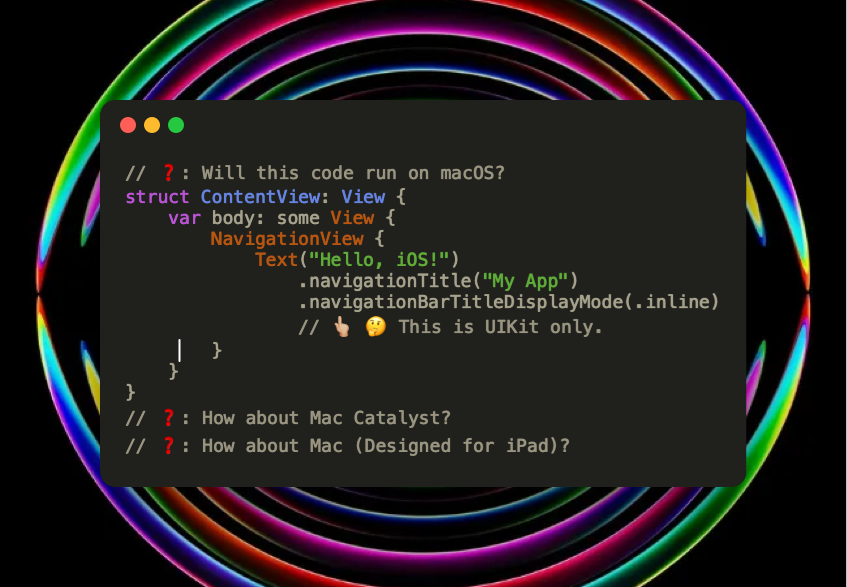 // ❓: Will this code run on macOS?
struct ContentView: View {
    var body: some View {
        NavigationView {
            Text("Hello, iOS!")
                .navigationTitle("My App")
                .navigationBarTitleDisplayMode(.inline)
                // 👆🏼 🤔 This is UIKit only.
        }
    }
}
// ❓: How about Mac Catalyst?
// ❓: How about Mac (Designed for iPad)?